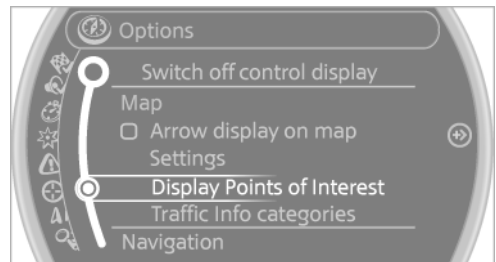 Options
Switch off control display
Map
Arrow display on map
Settings
Display Points of Interest
Traffic Info categories
Navigation